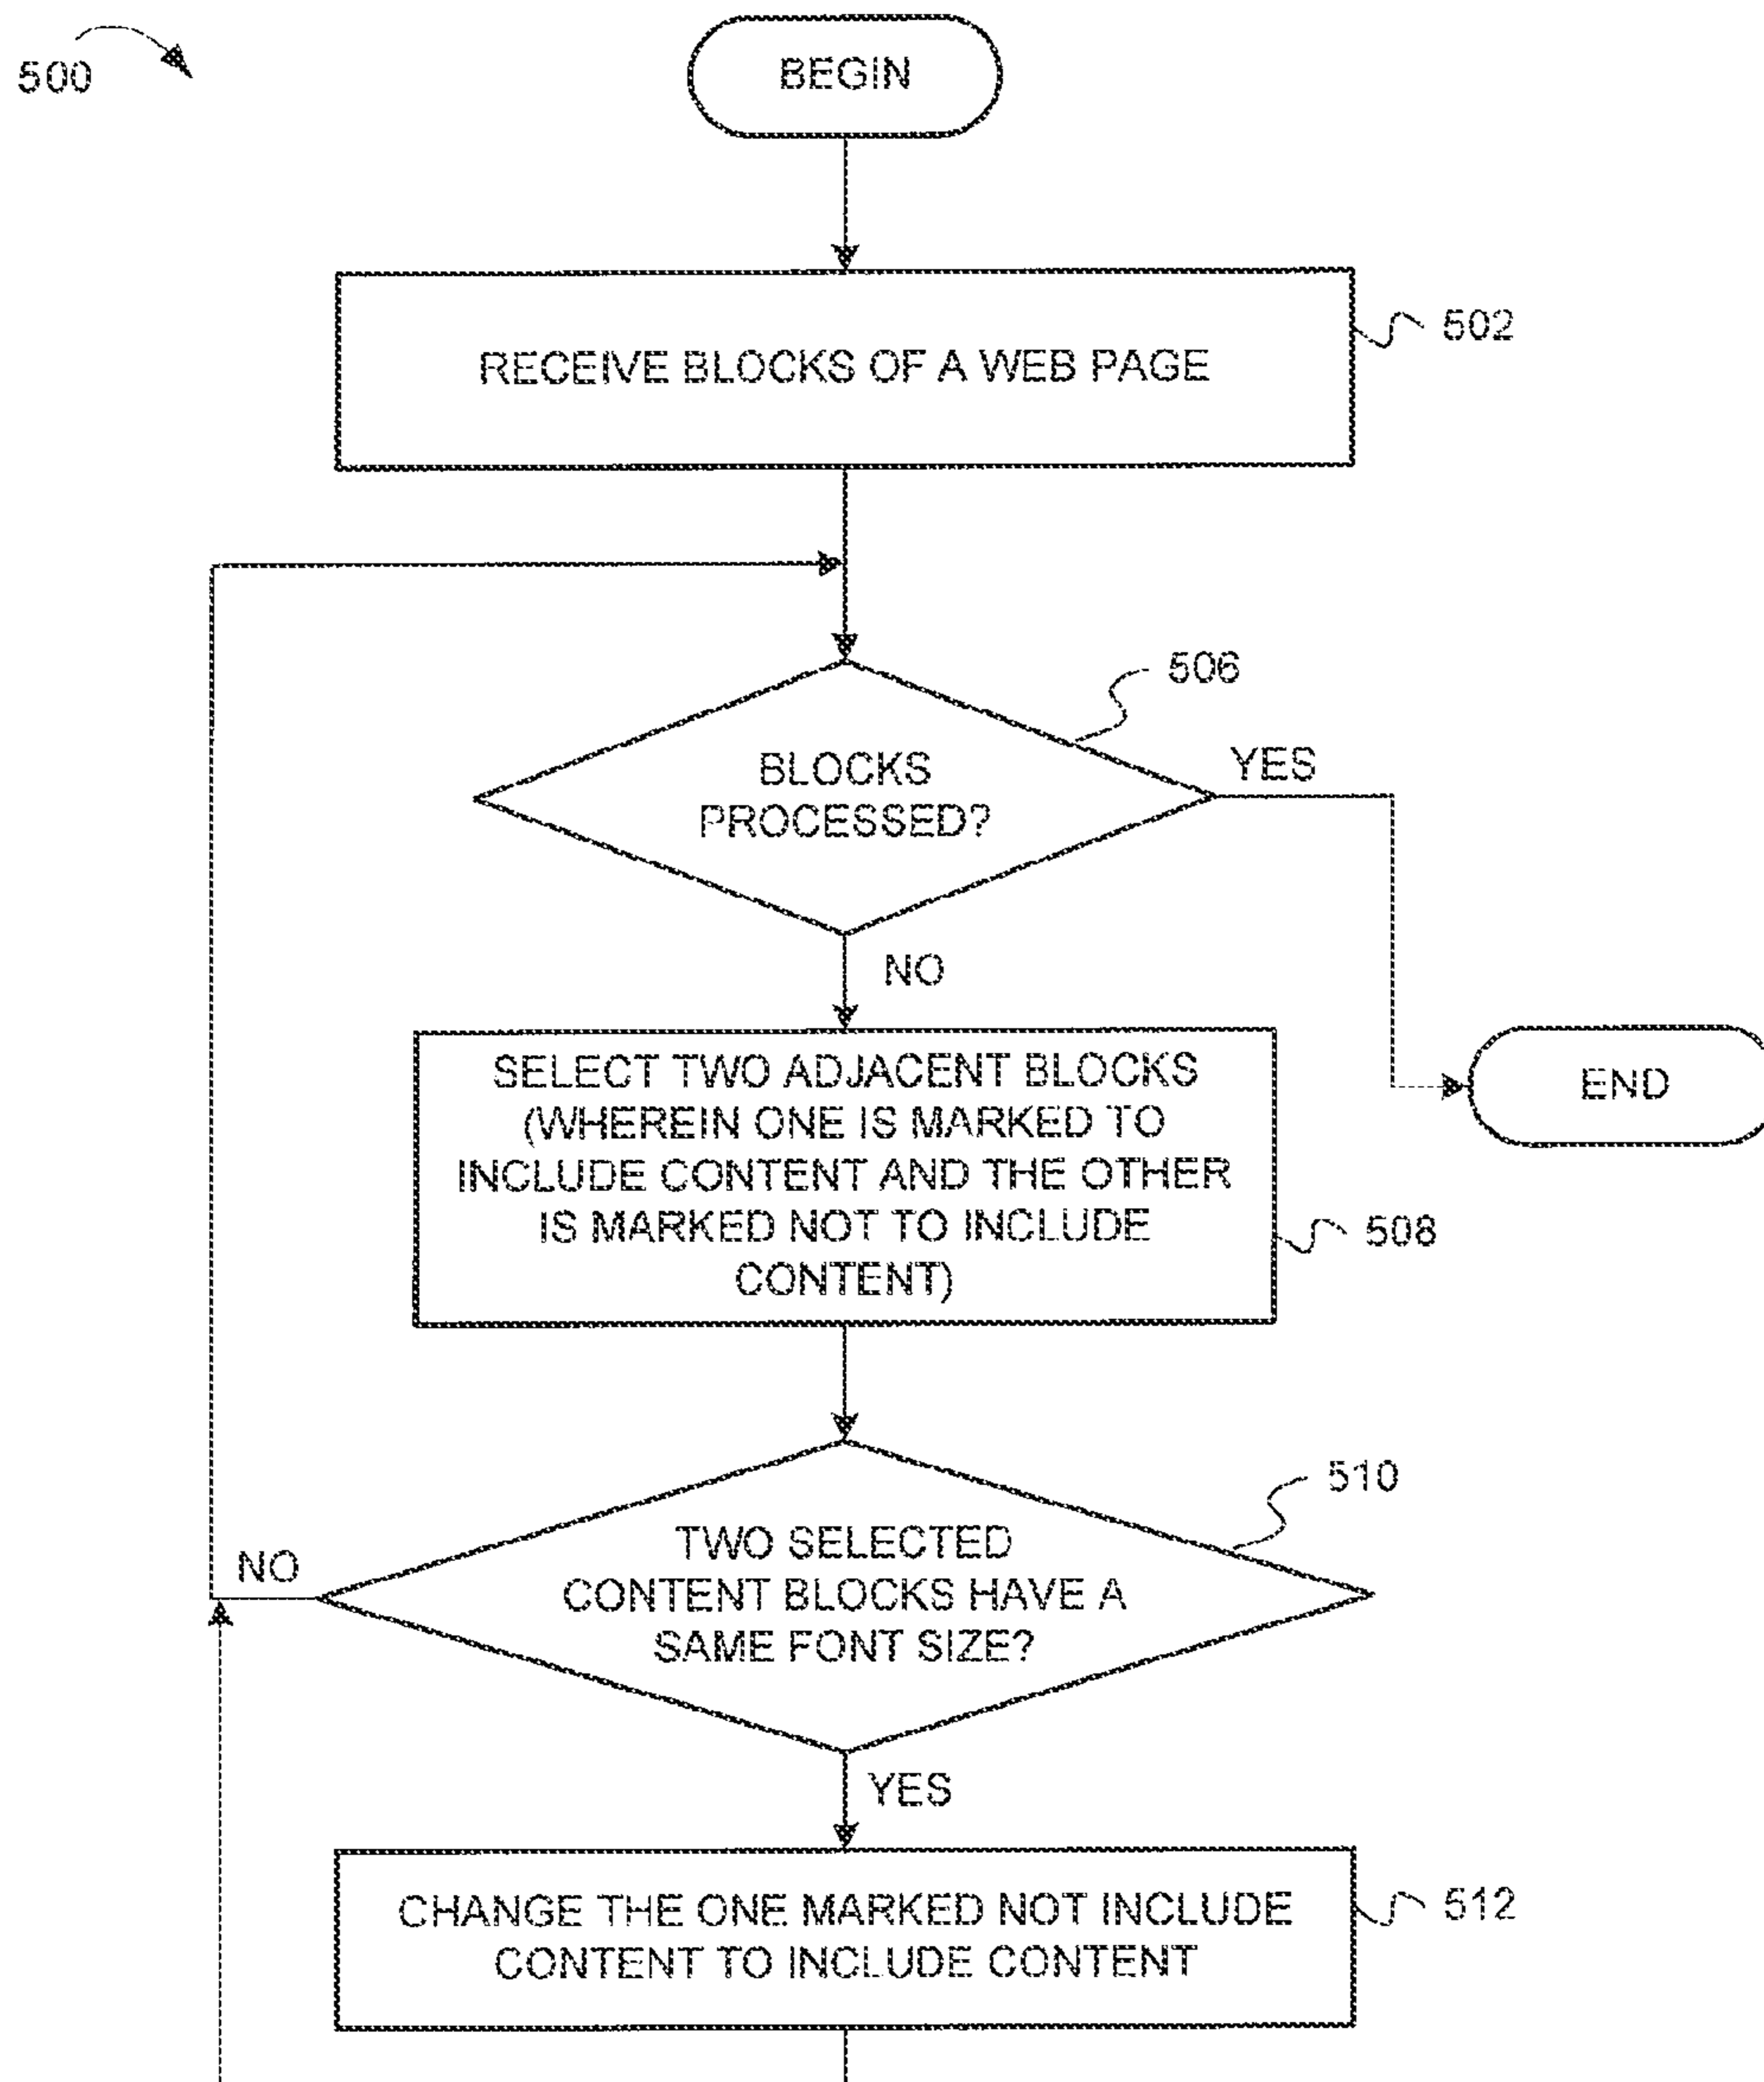 500
BEGIN
RECEIVE BLOCKS OF A WEB PAGE
502
506
BLOCKS
PROCESSED?
YES
NO
SELECT TWO ADJACENT BLOCKS
(WHEREIN ONE IS MARKED TO
INCLUDE CONTENT AND THE OTHER
IS MARKED NOT TO INCLUDE
CONTENT)
508
END
510
TWO SELECTED
CONTENT BLOCKS HAVE A
SAME FONT SIZE?
NO
YES
CHANGE THE ONE MARKED NOT INCLUDE
CONTENT TO INCLUDE CONTENT
512